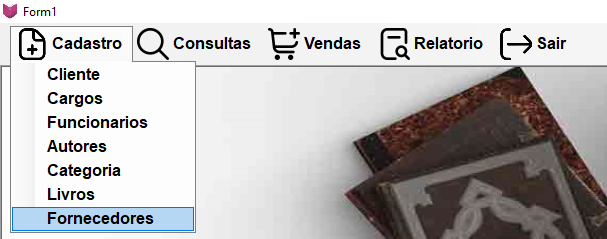 Form1
Cadastro Consultas Vendas Relatorio Sair
Cliente
Cargos
Funcionarios
Autores
Categoria
Livros
Fornecedores